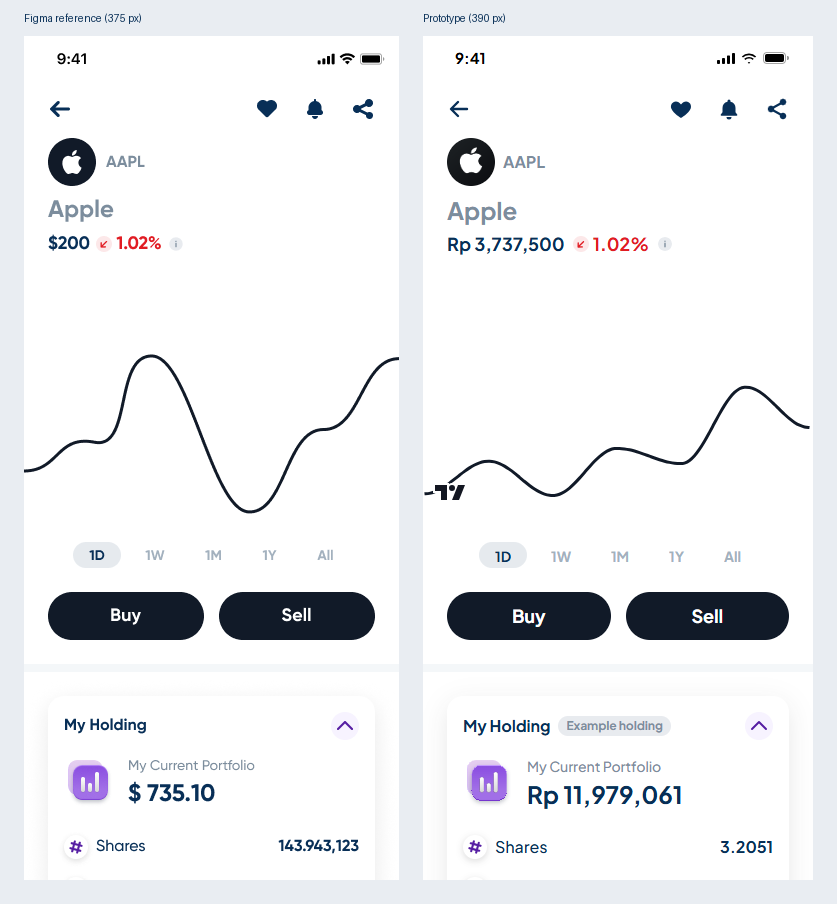 Figma reference (375 px)
9:41
AAPL
Apple
$200 1.02% i
1D 1W 1M 1Y All
Buy Sell
My Holding
My Current Portfolio
$ 735.10
Shares 143.943,123
Prototype (390 px)
9:41
AAPL
Apple
Rp 3,737,500 1.02% i
1D 1W 1M 1Y All
Buy Sell
My Holding Example holding
My Current Portfolio
Rp 11,979,061
Shares 3.2051